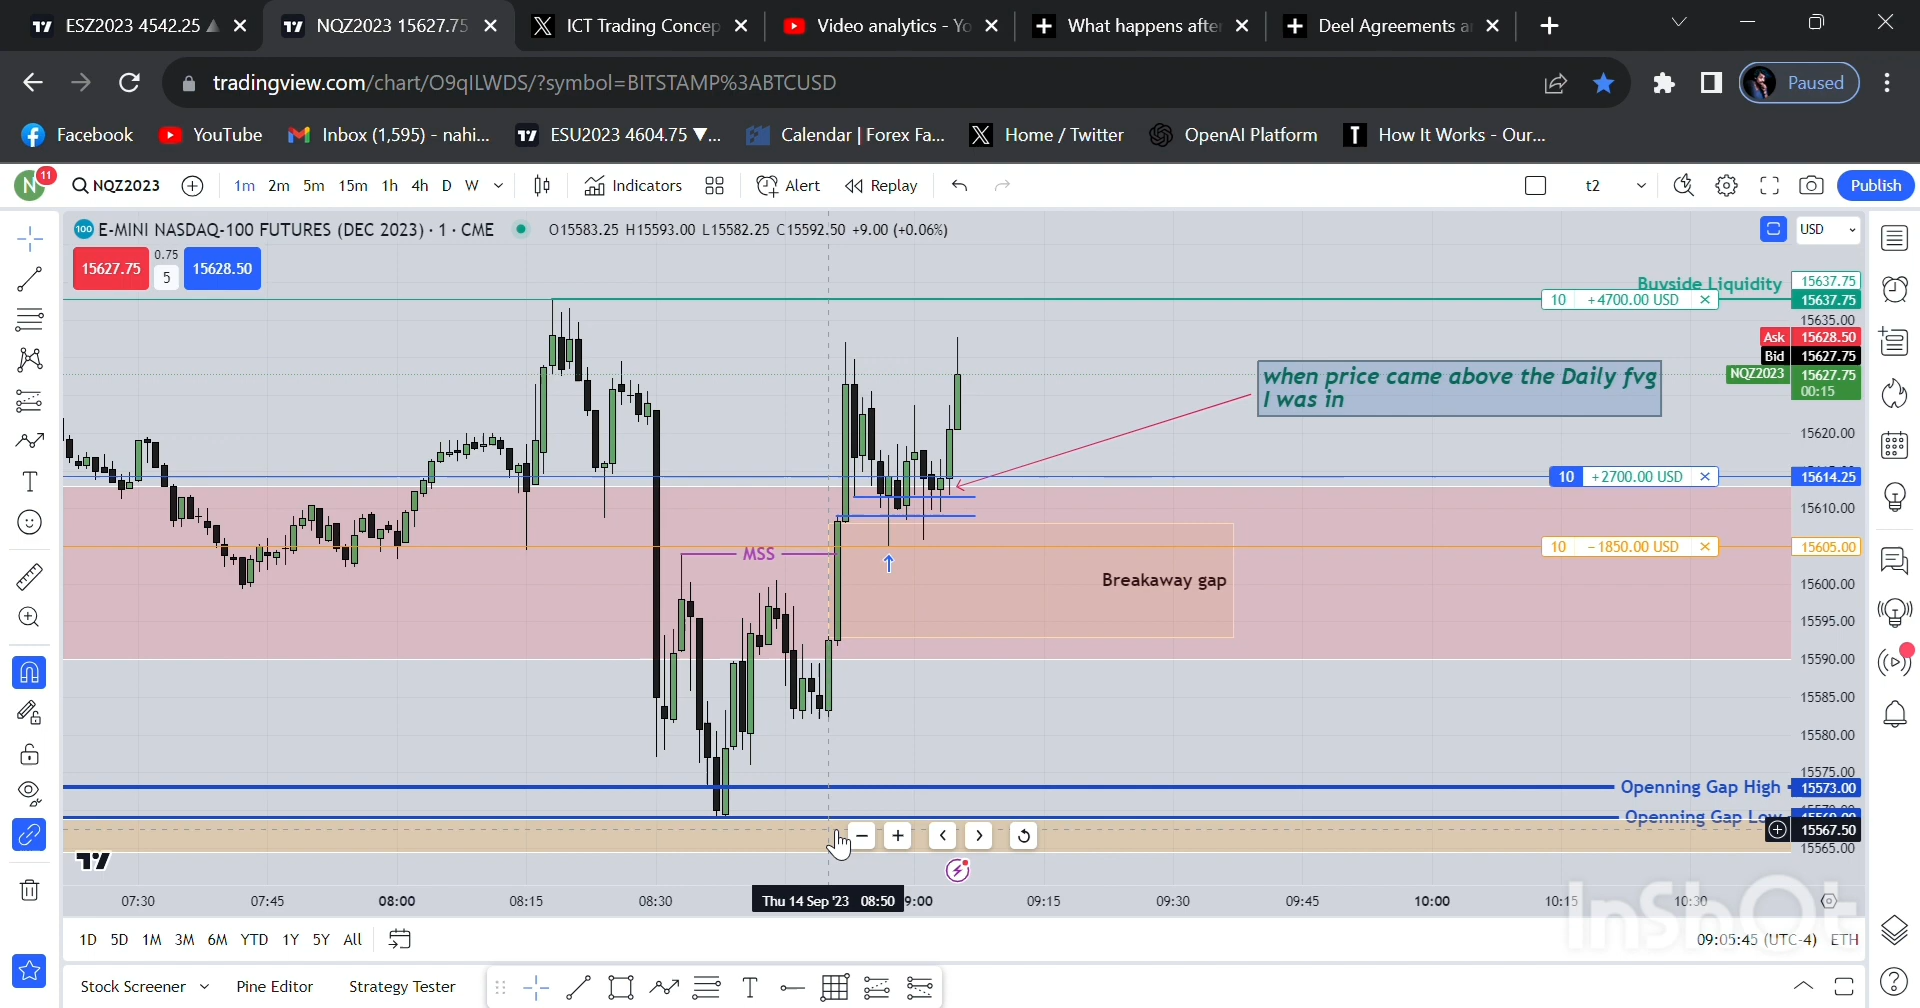 ESZ2023 4542.25
NQZ2023 15627.75
ICT Trading Concep
Video analytics - Yo
What happens after
Deel Agreements a
tradingview.com/chart/O9qILWDS/?symbol=BITSTAMP%3ABTCUSD
Paused
Facebook
YouTube
Inbox (1,595) - nahi...
ESU2023 4604.75 ▼...
Calendar | Forex Fa...
Home / Twitter
OpenAI Platform
How It Works - Our...
N
11
NQZ2023
1m 2m 5m 15m 1h 4h D W
Indicators
Alert
Replay
t2
Publish
E-MINI NASDAQ-100 FUTURES (DEC 2023) · 1 · CME
O15583.25 H15593.00 L15582.25 C15592.50 +9.00 (+0.06%)
USD
15627.75
0.75
5
15628.50
Buyside Liquidity
15637.75
10 +4700.00 USD
15637.75
15635.00
Ask 15628.50
Bid 15627.75
NQZ2023 15627.75
00:15
when price came above the Daily fvg
I was in
15620.00
10 +2700.00 USD
15614.25
15610.00
MSS
10 -1850.00 USD
15605.00
Breakaway gap
15600.00
15595.00
15590.00
15585.00
15580.00
15575.00
Openning Gap High
15573.00
Openning Gap Low
15567.50
15565.00
07:30 07:45 08:00 08:15 08:30
Thu 14 Sep '23 08:50
9:00 09:15 09:30 09:45 10:00 10:15 10:30
InShOt
1D 5D 1M 3M 6M YTD 1Y 5Y All
09:05:45 (UTC-4) ETH
Stock Screener
Pine Editor
Strategy Tester